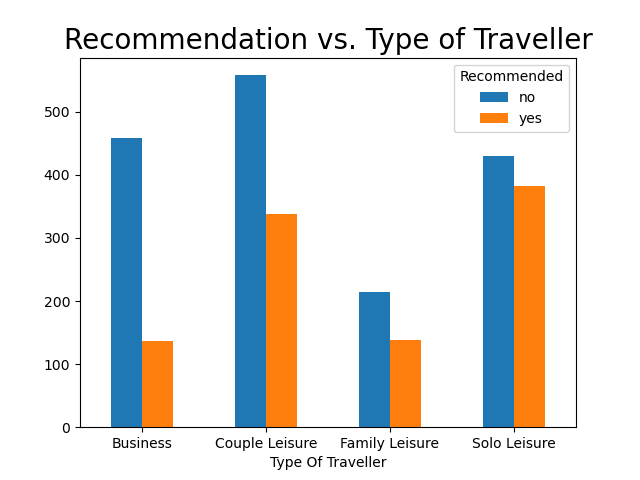 Recommendation vs. Type of Traveller
Recommended
no
yes
500
400
300
200
100
0
Business Couple Leisure Family Leisure Solo Leisure
Type Of Traveller